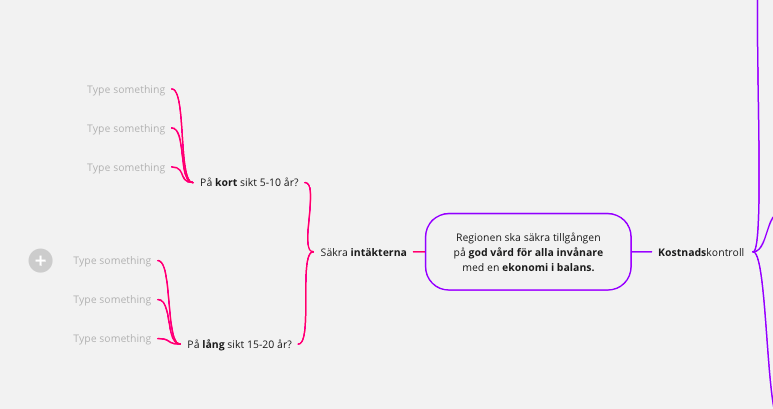 Type something
Type something
Type something
På kort sikt 5-10 år?
Type something
Type something
Type something
På lång sikt 15-20 år?
Säkra intäkterna
Regionen ska säkra tillgången
på god vård för alla invånare
med en ekonomi i balans.
Kostnadskontroll